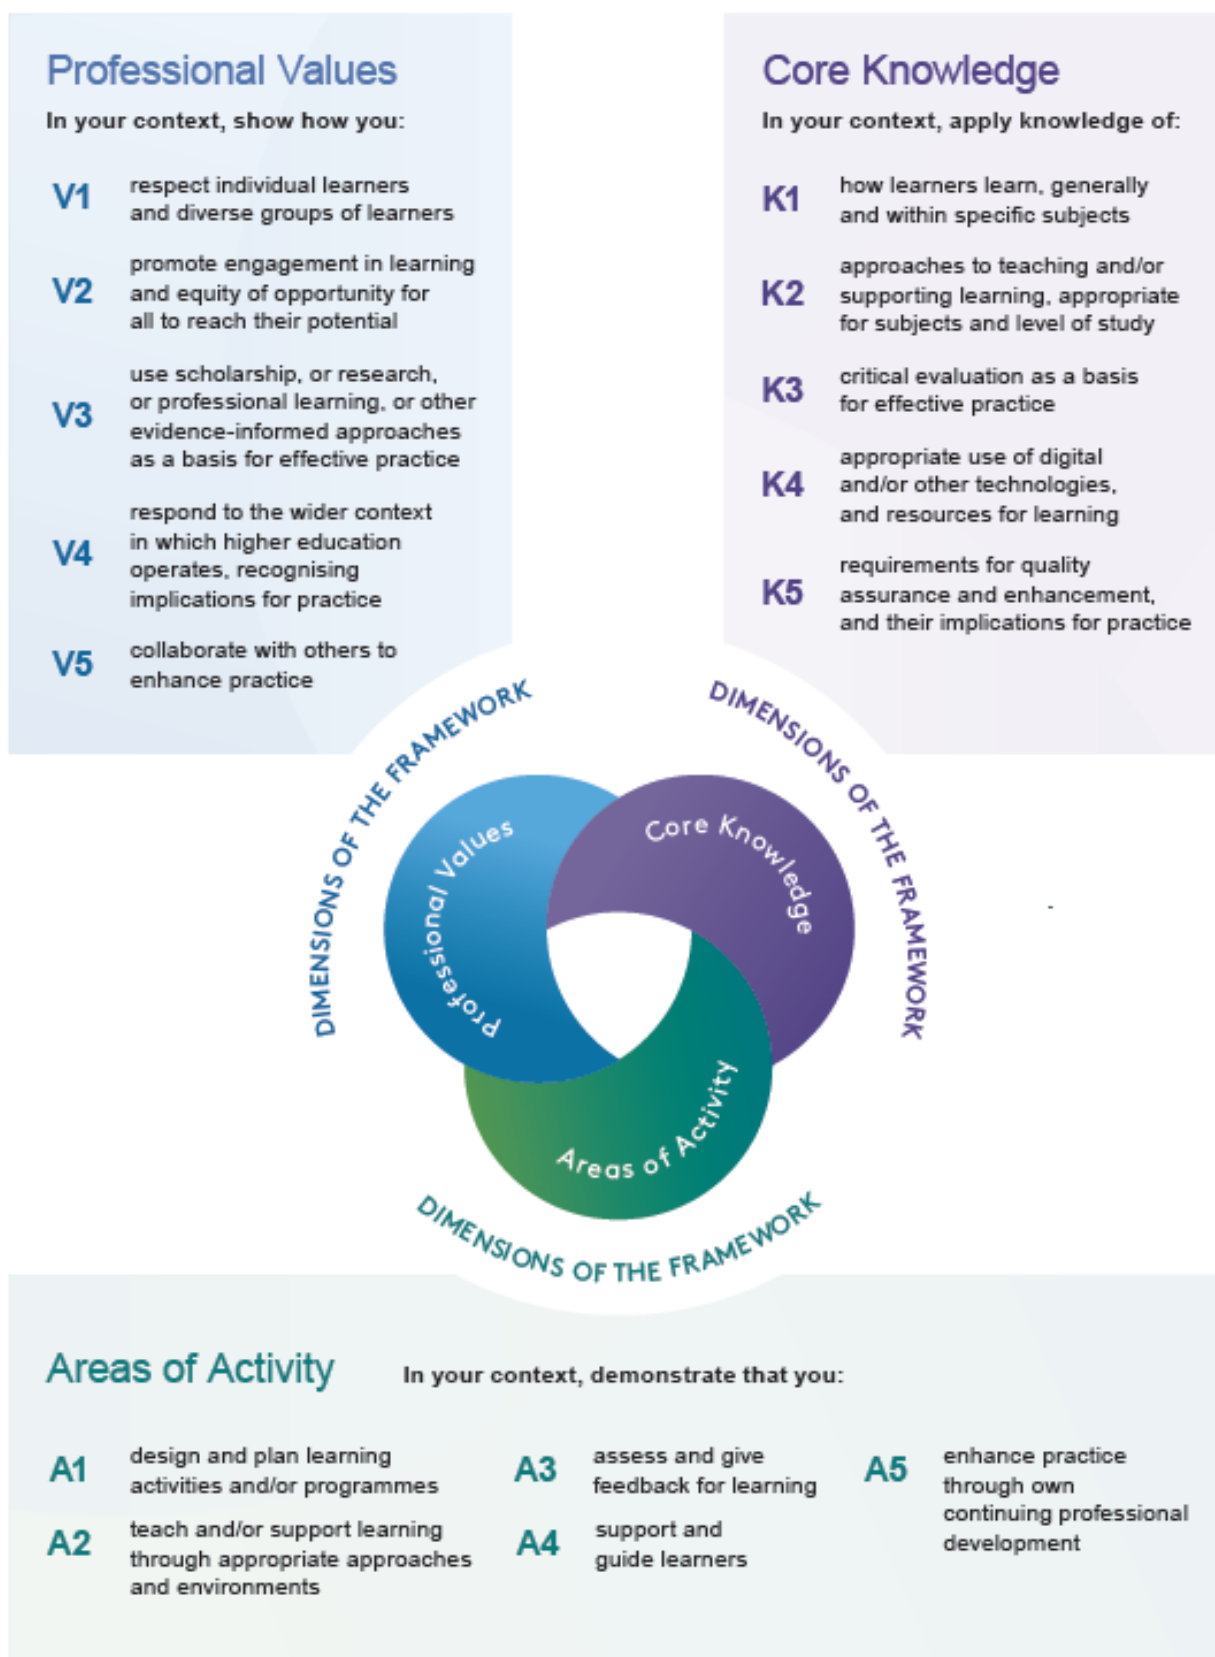 Professional Values
In your context, show how you:
V1 respect individual learners
and diverse groups of learners
V2 promote engagement in learning
and equity of opportunity for
all to reach their potential
V3 use scholarship, or research,
or professional learning, or other
evidence-informed approaches
as a basis for effective practice
V4 respond to the wider context
in which higher education
operates, recognising
implications for practice
V5 collaborate with others to
enhance practice
Core Knowledge
In your context, apply knowledge of:
K1 how learners learn, generally
and within specific subjects
K2 approaches to teaching and/or
supporting learning, appropriate
for subjects and level of study
K3 critical evaluation as a basis
for effective practice
K4 appropriate use of digital
and/or other technologies,
and resources for learning
K5 requirements for quality
assurance and enhancement,
and their implications for practice
DIMENSIONS OF THE FRAMEWORK
DIMENSIONS OF THE FRAMEWORK
Professional Values
Core Knowledge
Areas of Activity
DIMENSIONS OF THE FRAMEWORK
Areas of Activity
In your context, demonstrate that you:
A1 design and plan learning
activities and/or programmes
A2 teach and/or support learning
through appropriate approaches
and environments
A3 assess and give
feedback for learning
A4 support and
guide learners
A5 enhance practice
through own
continuing professional
development